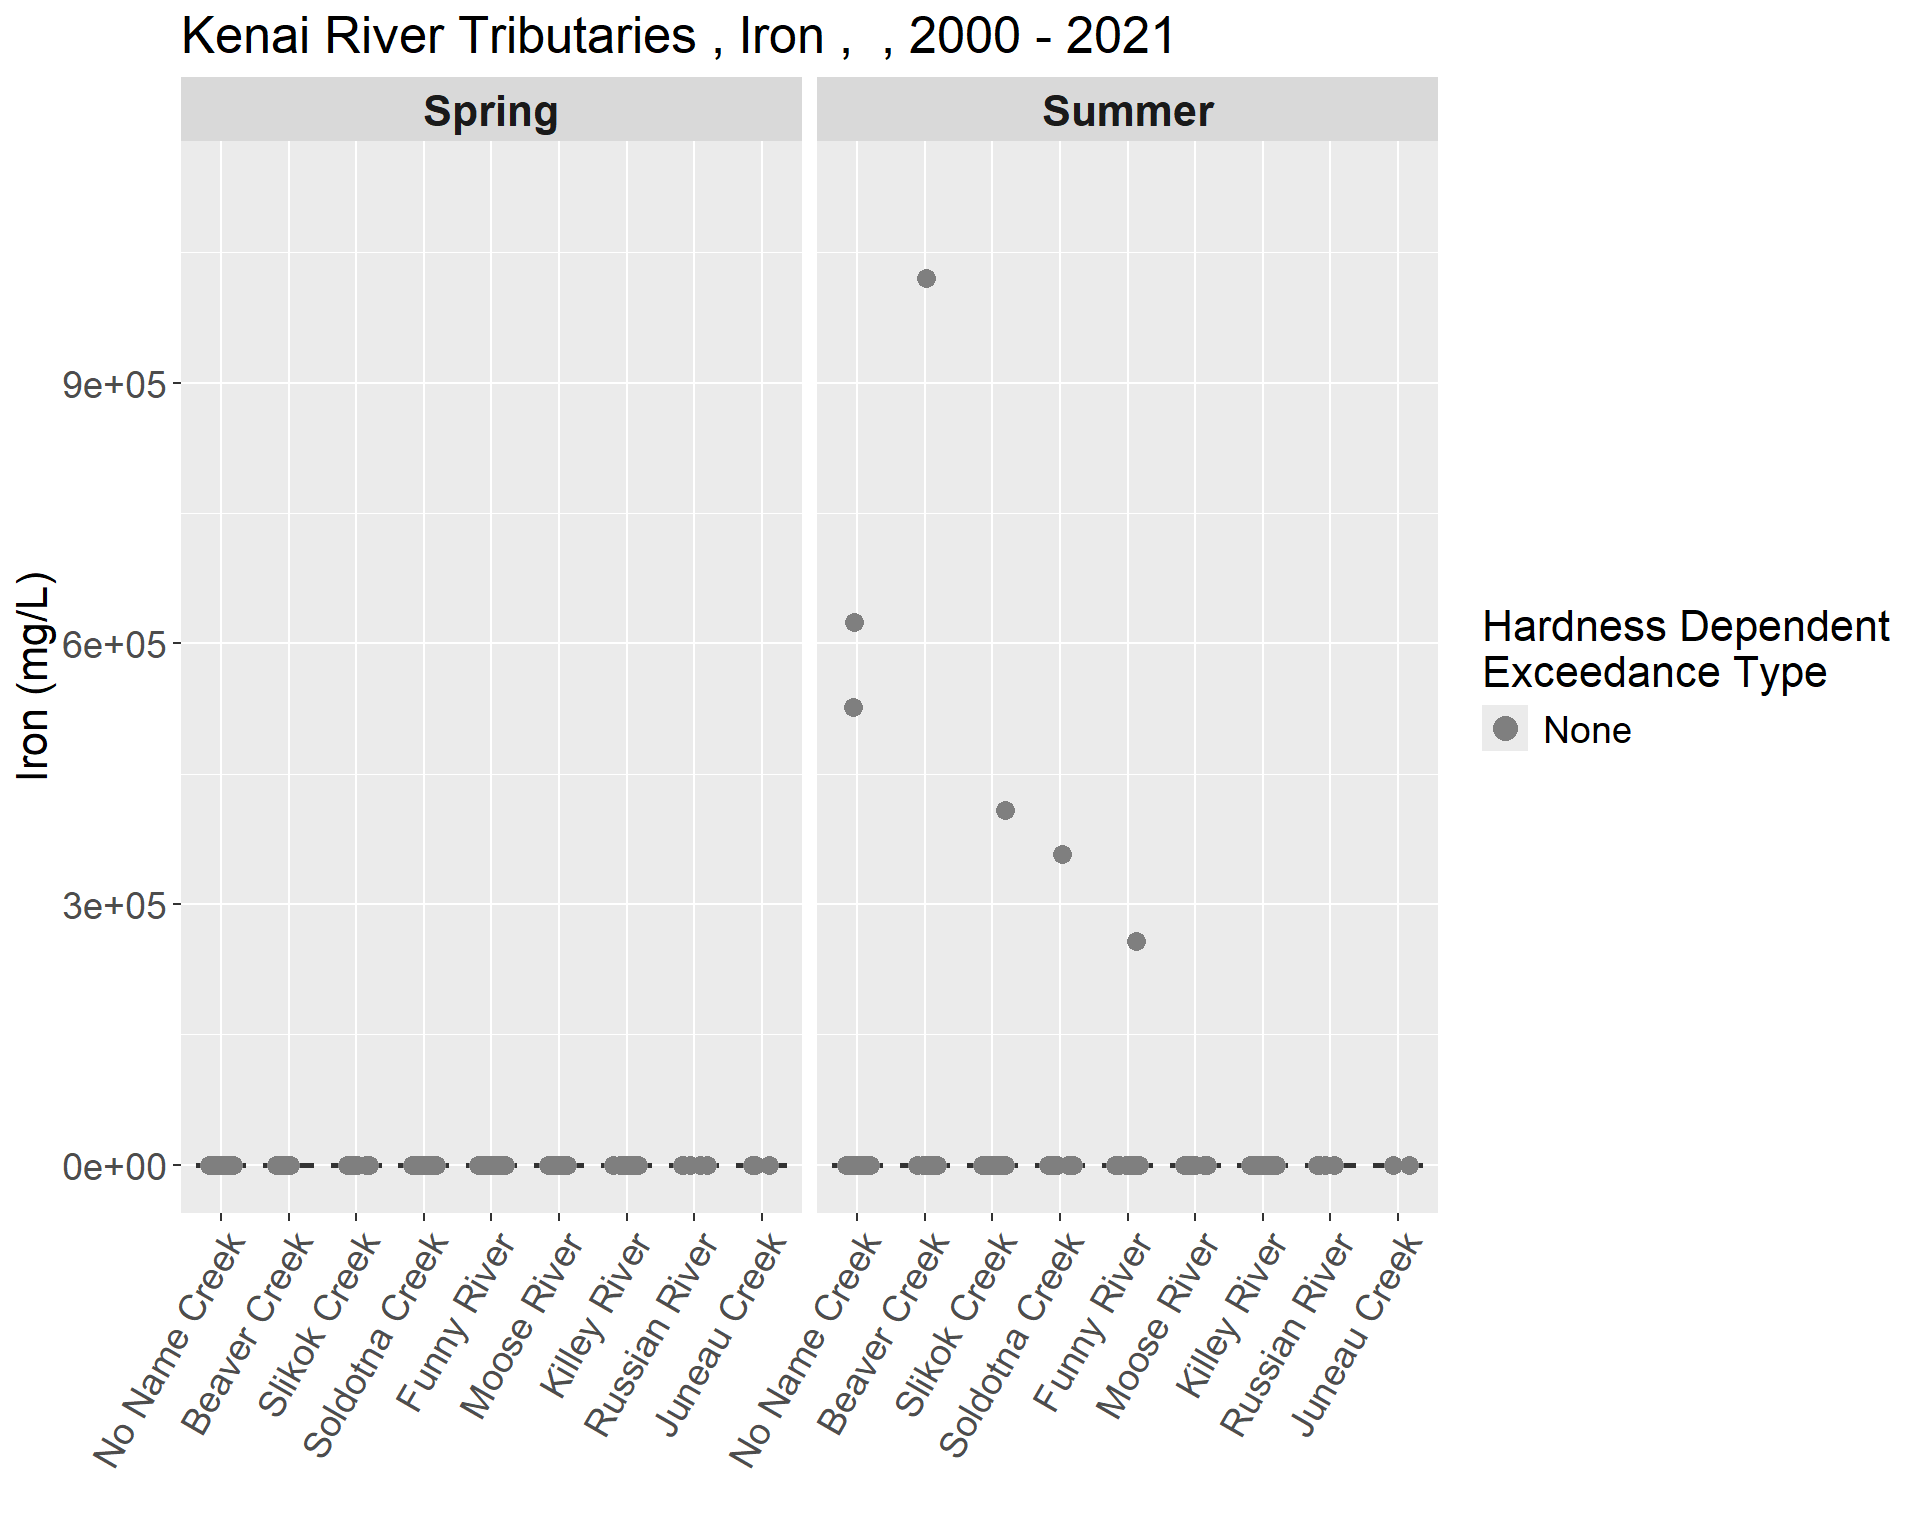 Kenai River Tributaries , Iron ,  , 2000 - 2021
Spring
Summer
Iron (mg/L)
9e+05
6e+05
3e+05
0e+00
No Name Creek
Beaver Creek
Slikok Creek
Soldotna Creek
Funny River
Moose River
Killey River
Russian River
Juneau Creek
No Name Creek
Beaver Creek
Slikok Creek
Soldotna Creek
Funny River
Moose River
Killey River
Russian River
Juneau Creek
Hardness Dependent
Exceedance Type
None